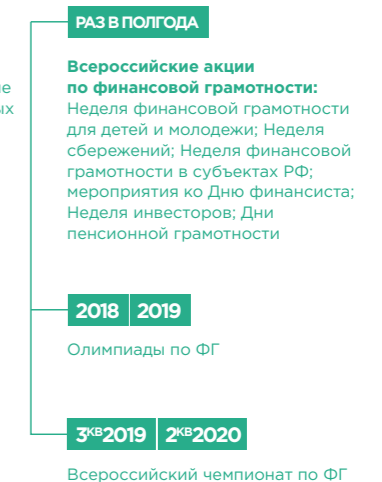 РАЗ В ПОЛГОДА
Всероссийские акции
по финансовой грамотности:
Неделя финансовой грамотности
для детей и молодежи; Неделя
сбережений; Неделя финансовой
грамотности в субъектах РФ;
мероприятия ко Дню финансиста;
Неделя инвесторов; Дни
пенсионной грамотности
2018 2019
Олимпиады по ФГ
3КВ2019 2КВ2020
Всероссийский чемпионат по ФГ